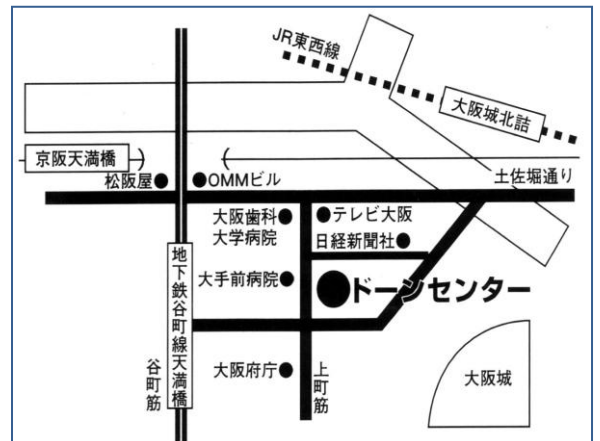 JR東西線
大阪城北詰
京阪天満橋
土佐堀通り
松阪屋
OMMビル
大阪歯科
大学病院
テレビ大阪
日経新聞社
地下鉄谷町線天満橋
大手前病院
ドーンセンター
谷町筋
大阪府庁
上町筋
大阪城